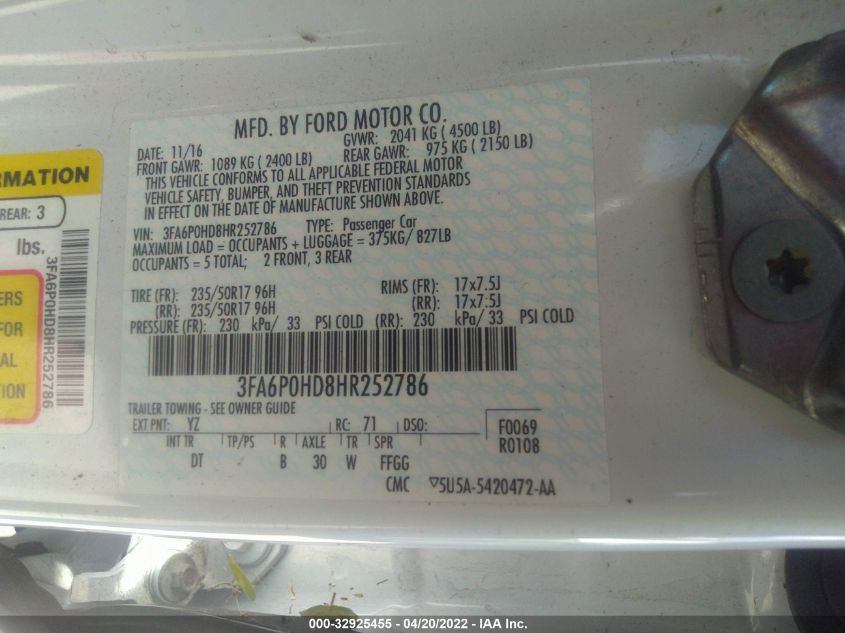 MFD. BY FORD MOTOR CO.
DATE: 11/16 GVWR: 2041 KG ( 4500 LB)
FRONT GAWR: 1089 KG ( 2400 LB) REAR GAWR: 975 KG ( 2150 LB)
THIS VEHICLE CONFORMS TO ALL APPLICABLE FEDERAL MOTOR
VEHICLE SAFETY, BUMPER, AND THEFT PREVENTION STANDARDS
IN EFFECT ON THE DATE OF MANUFACTURE SHOWN ABOVE.
VIN: 3FA6P0HD8HR252786 TYPE: Passenger Car
MAXIMUM LOAD = OCCUPANTS + LUGGAGE = 375KG/ 827LB
OCCUPANTS = 5 TOTAL; 2 FRONT, 3 REAR
TIRE (FR): 235/50R17 96H RIMS (FR): 17x7.5J
(RR): 235/50R17 96H (RR): 17x7.5J
PRESSURE (FR): 230 kPa/ 33 PSI COLD (RR): 230 kPa/ 33 PSI COLD
3FA6P0HD8HR252786
TRAILER TOWING - SEE OWNER GUIDE
EXT PNT: YZ RC: 71 DSO: F0069
INT TR TP/PS R AXLE TR SPR R0108
DT B 30 W FFGG
CMC ▽5U5A-5420472-AA
RMATION
REAR: 3
lbs.
ERS
FOR
AL
TION
3FA6P0HD8HR252786
000-32925455 - 04/20/2022 - IAA Inc.